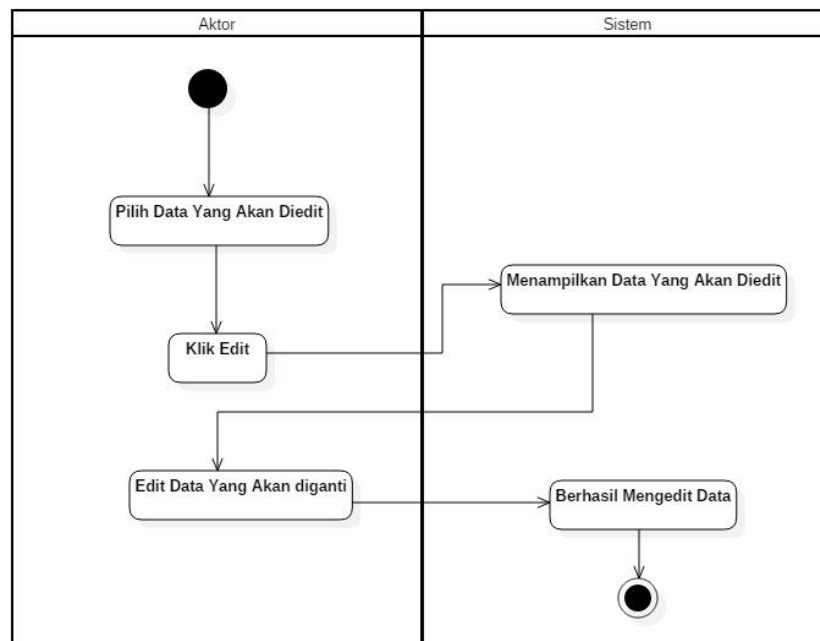 Aktor
Sistem
Pilih Data Yang Akan Diedit
Klik Edit
Menampilkan Data Yang Akan Diedit
Edit Data Yang Akan diganti
Berhasil Mengedit Data